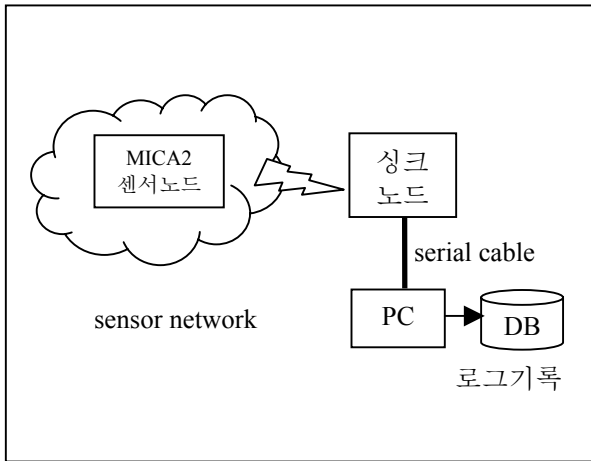 MICA2
센서노드
싱크
노드
serial cable
sensor network
PC
DB
로그기록